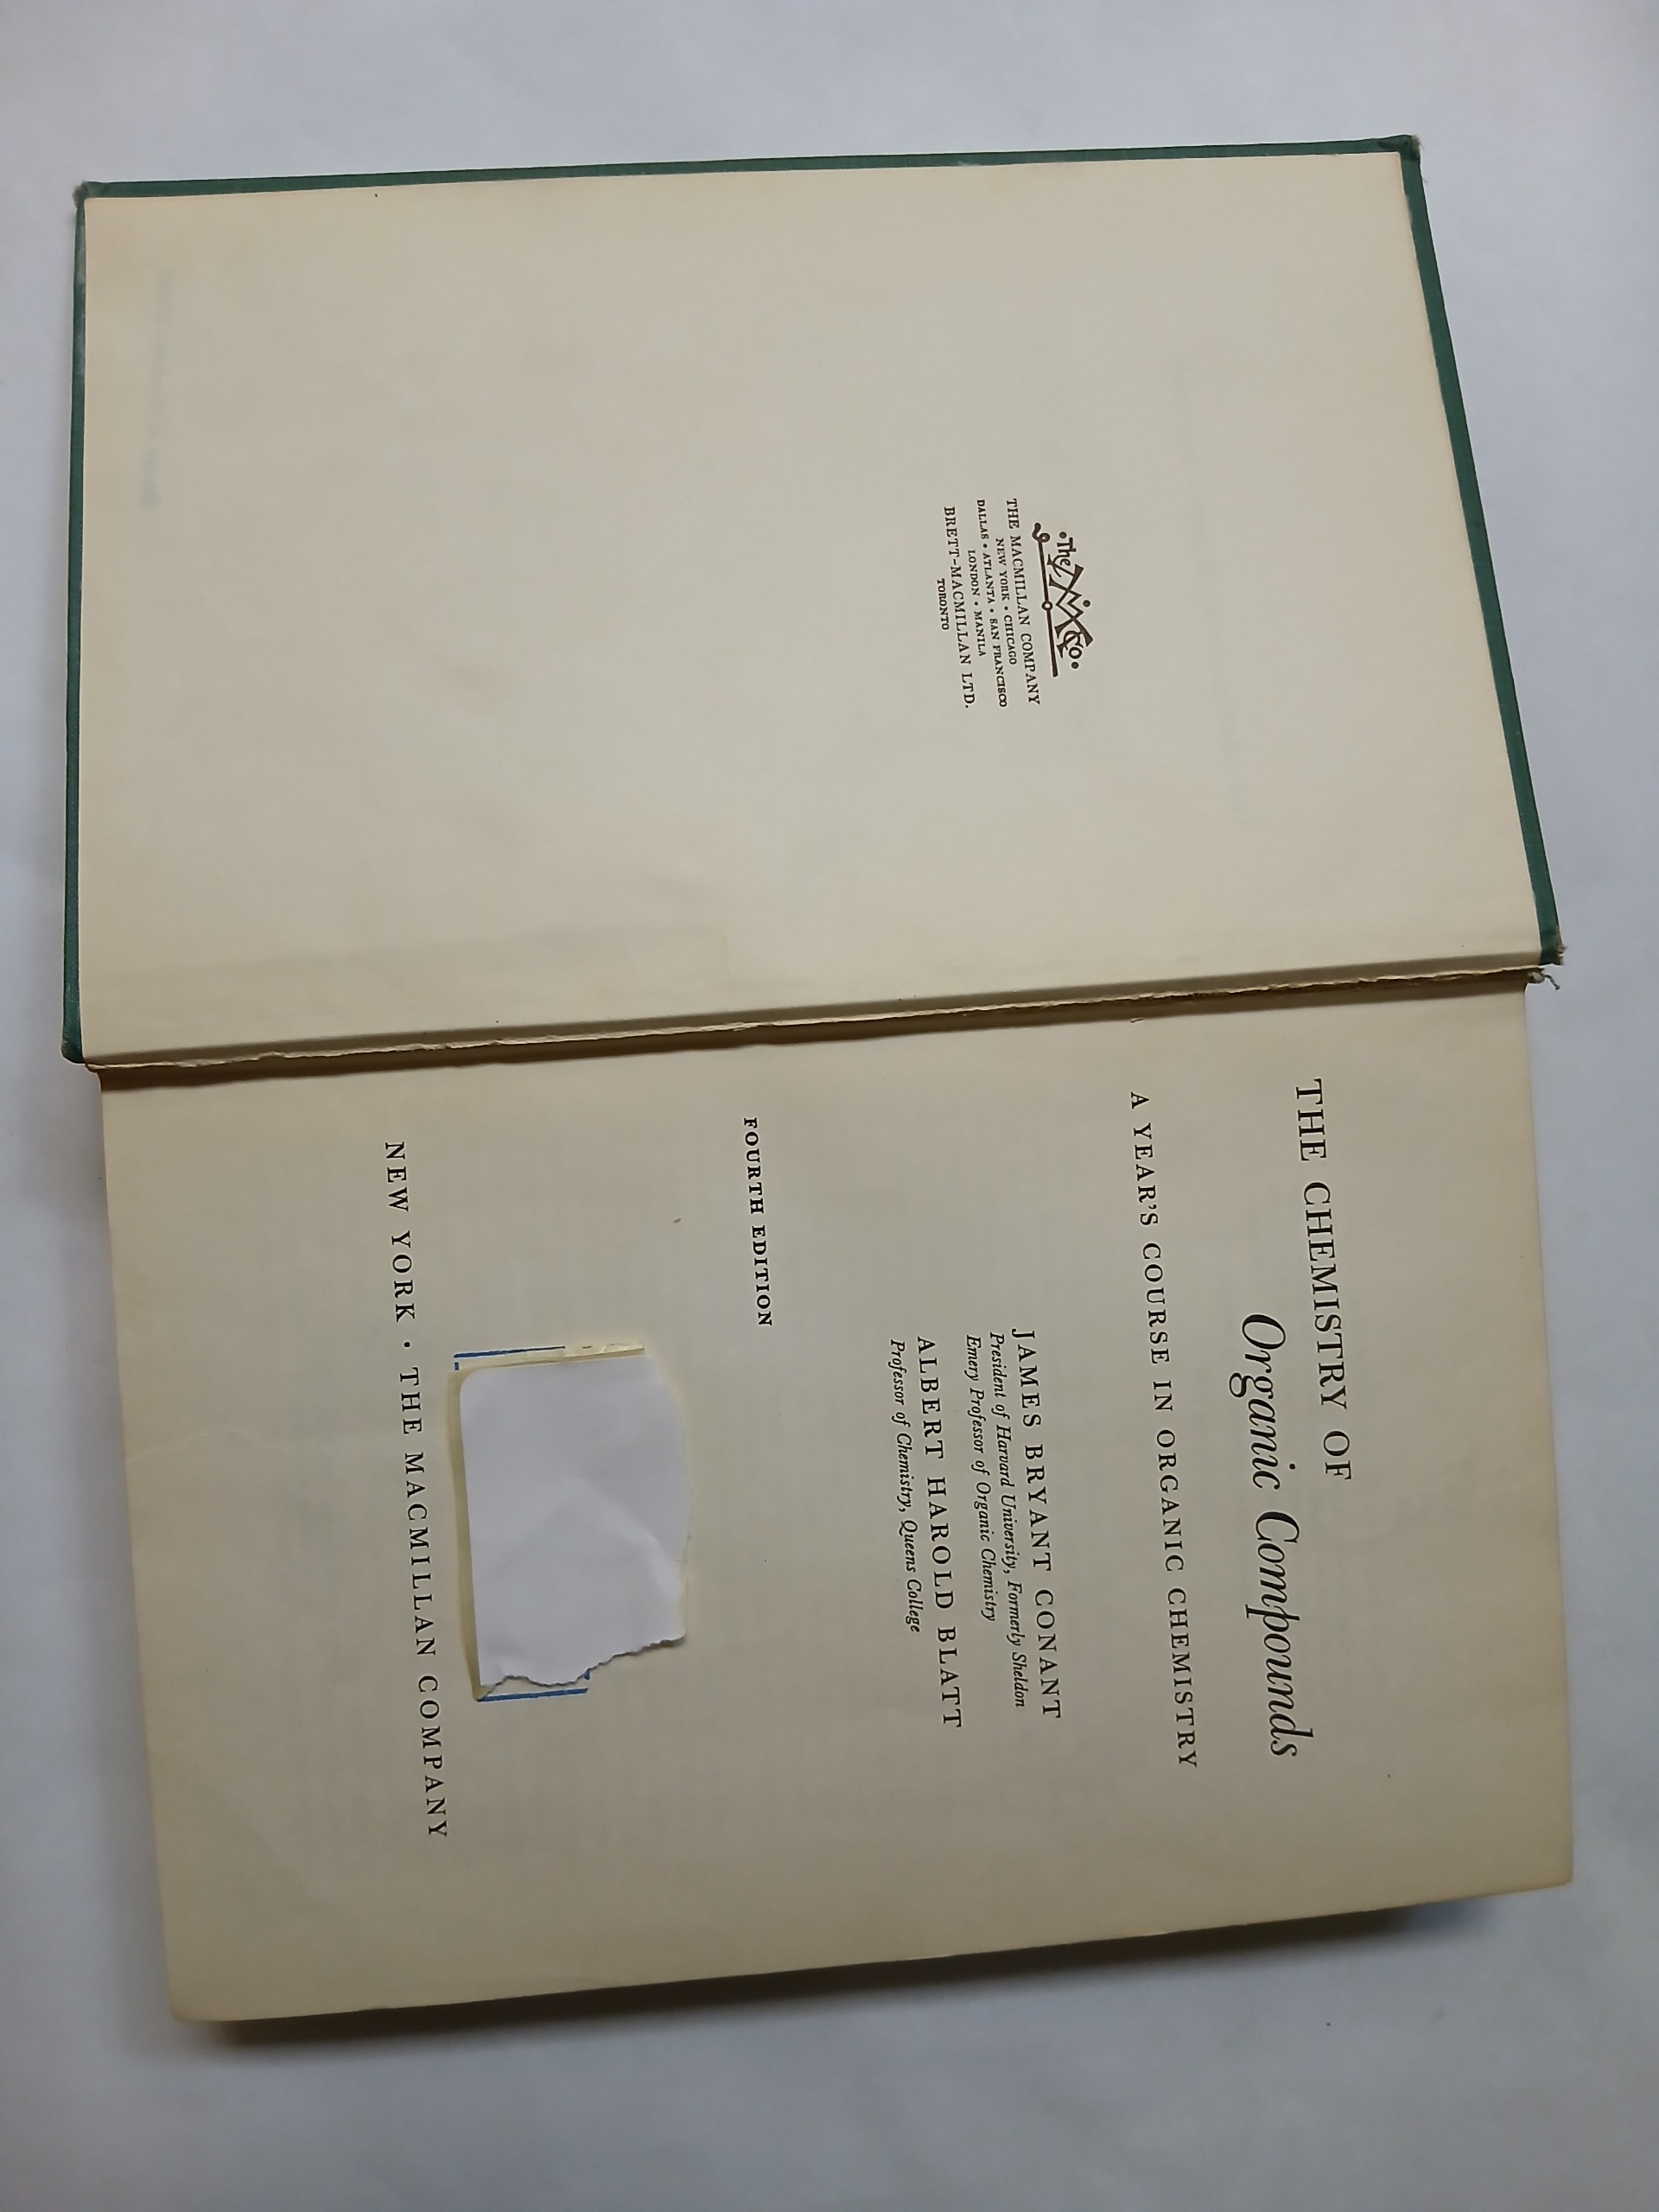 The MM Co.
THE MACMILLAN COMPANY
NEW YORK • CHICAGO
DALLAS • ATLANTA • SAN FRANCISCO
LONDON • MANILA
BRETT-MACMILLAN LTD.
TORONTO
THE CHEMISTRY OF
Organic Compounds
A YEAR'S COURSE IN ORGANIC CHEMISTRY
JAMES BRYANT CONANT
President of Harvard University, Formerly Sheldon
Emery Professor of Organic Chemistry
ALBERT HAROLD BLATT
Professor of Chemistry, Queens College
FOURTH EDITION
NEW YORK • THE MACMILLAN COMPANY